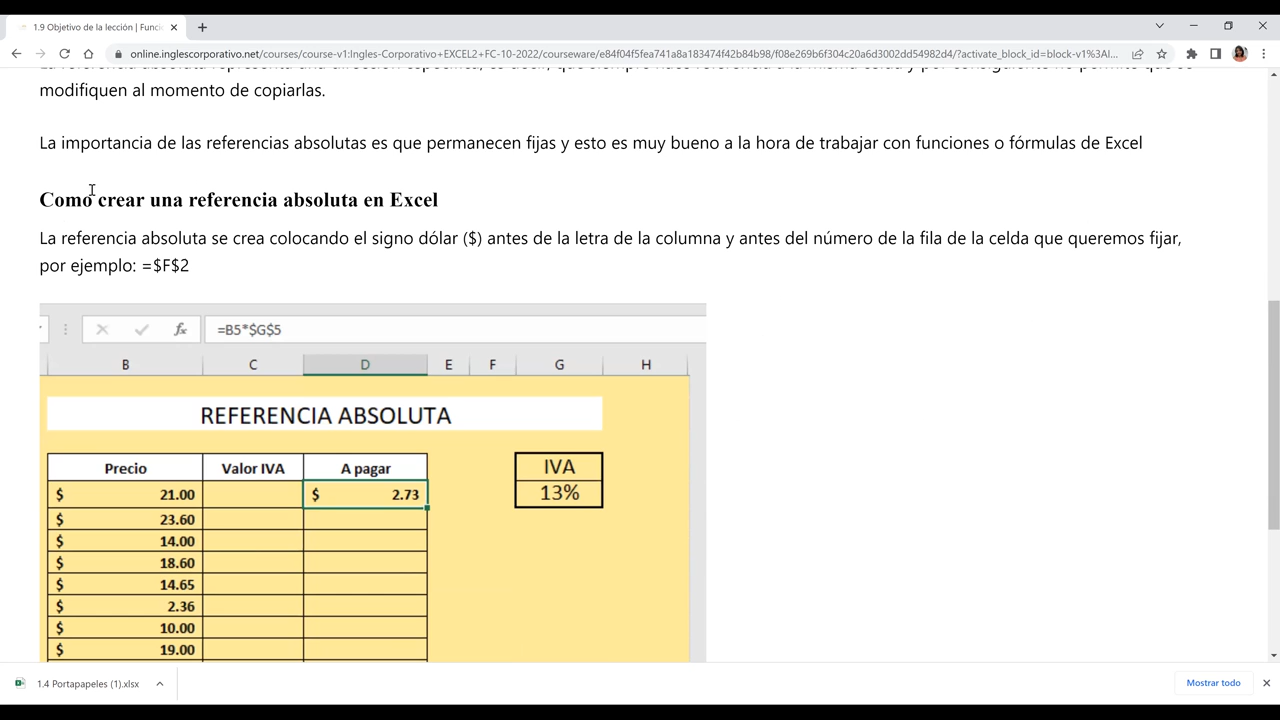 1.9 Objetivo de la lección | Funci
online.inglescorporativo.net/courses/course-v1:Ingles-Corporativo+EXCEL2+FC-10-2022/courseware/e84f04f5fea741a8a183474f42b84b98/f08e269b6f304c20a6d3002dd54982d4/?activate_block_id=block-v1%3AI...
modifiquen al momento de copiarlas.
La importancia de las referencias absolutas es que permanecen fijas y esto es muy bueno a la hora de trabajar con funciones o fórmulas de Excel
Como crear una referencia absoluta en Excel
La referencia absoluta se crea colocando el signo dólar ($) antes de la letra de la columna y antes del número de la fila de la celda que queremos fijar,
por ejemplo: =$F$2
fx =B5*$G$5
B C D E F G H
REFERENCIA ABSOLUTA
Precio Valor IVA A pagar IVA
$ 21.00 $ 2.73 13%
$ 23.60
$ 14.00
$ 18.60
$ 14.65
$ 2.36
$ 10.00
$ 19.00
1.4 Portapapeles (1).xlsx
Mostrar todo